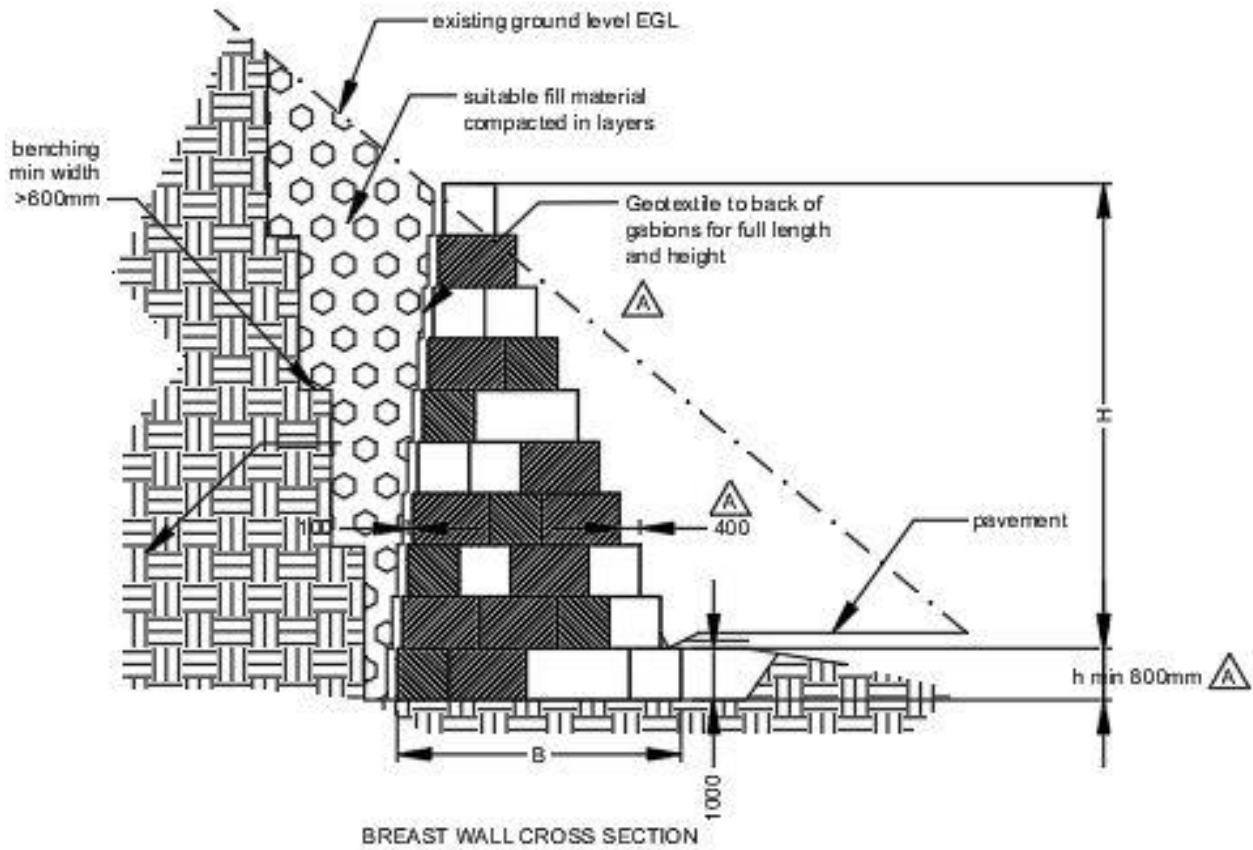 existing ground level EGL
suitable fill material
compacted in layers
benching
min width
>600mm
Geotextile to back of
gabions for full length
and height
A
H
A
100
400
pavement
h min 800mm A
B
1000
BREAST WALL CROSS SECTION